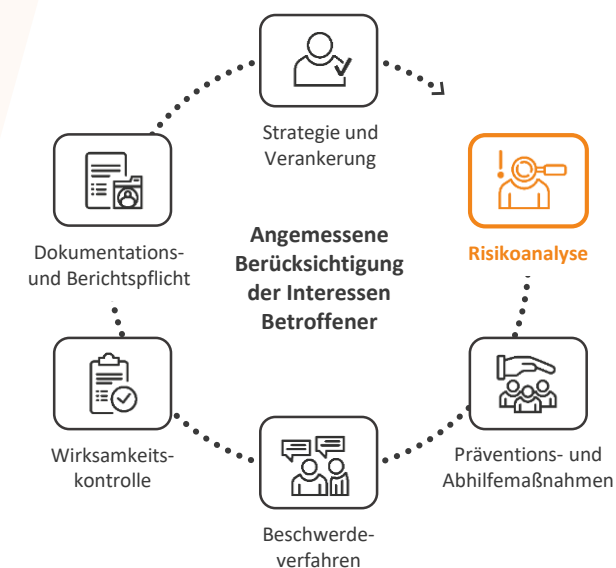 Strategie und
Verankerung
Risikoanalyse
Angemessene
Berücksichtigung
der Interessen
Betroffener
Dokumentations-
und Berichtspflicht
Präventions- und
Abhilfemaßnahmen
Wirksamkeits-
kontrolle
Beschwerde-
verfahren